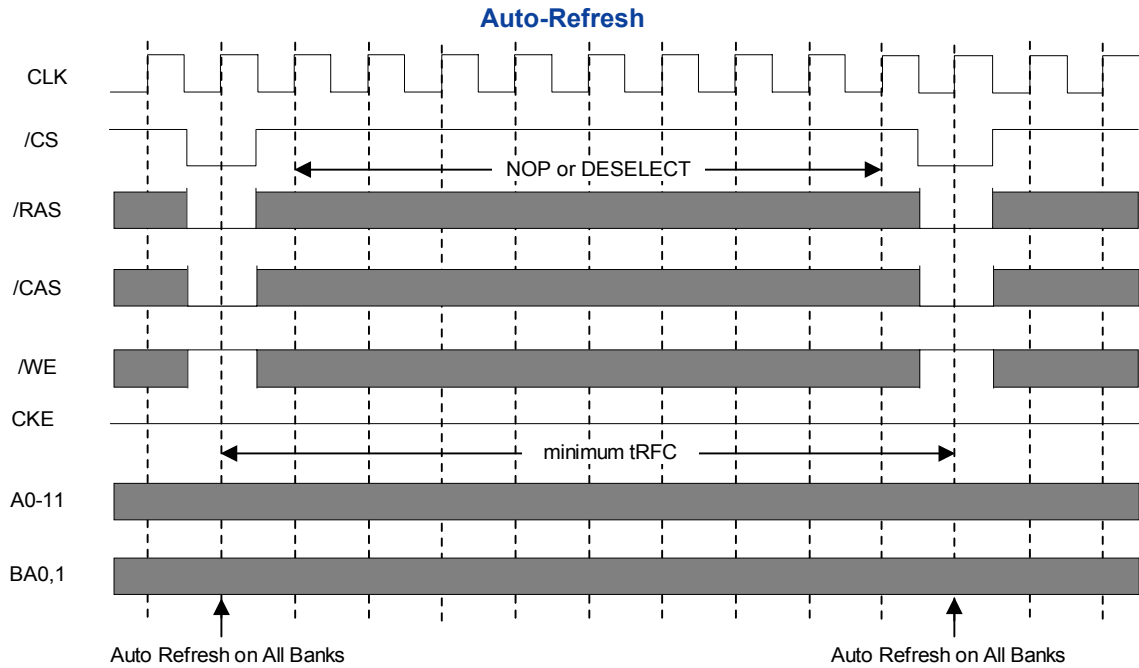 Auto-Refresh
CLK
/CS
NOP or DESELECT
/RAS
/CAS
/WE
CKE
minimum tRFC
A0-11
BA0,1
Auto Refresh on All Banks
Auto Refresh on All Banks